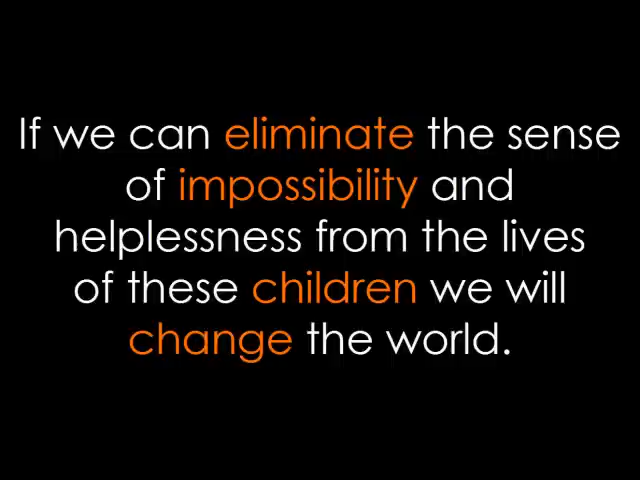 If we can eliminate the sense
of impossibility and
helplessness from the lives
of these children we will
change the world.